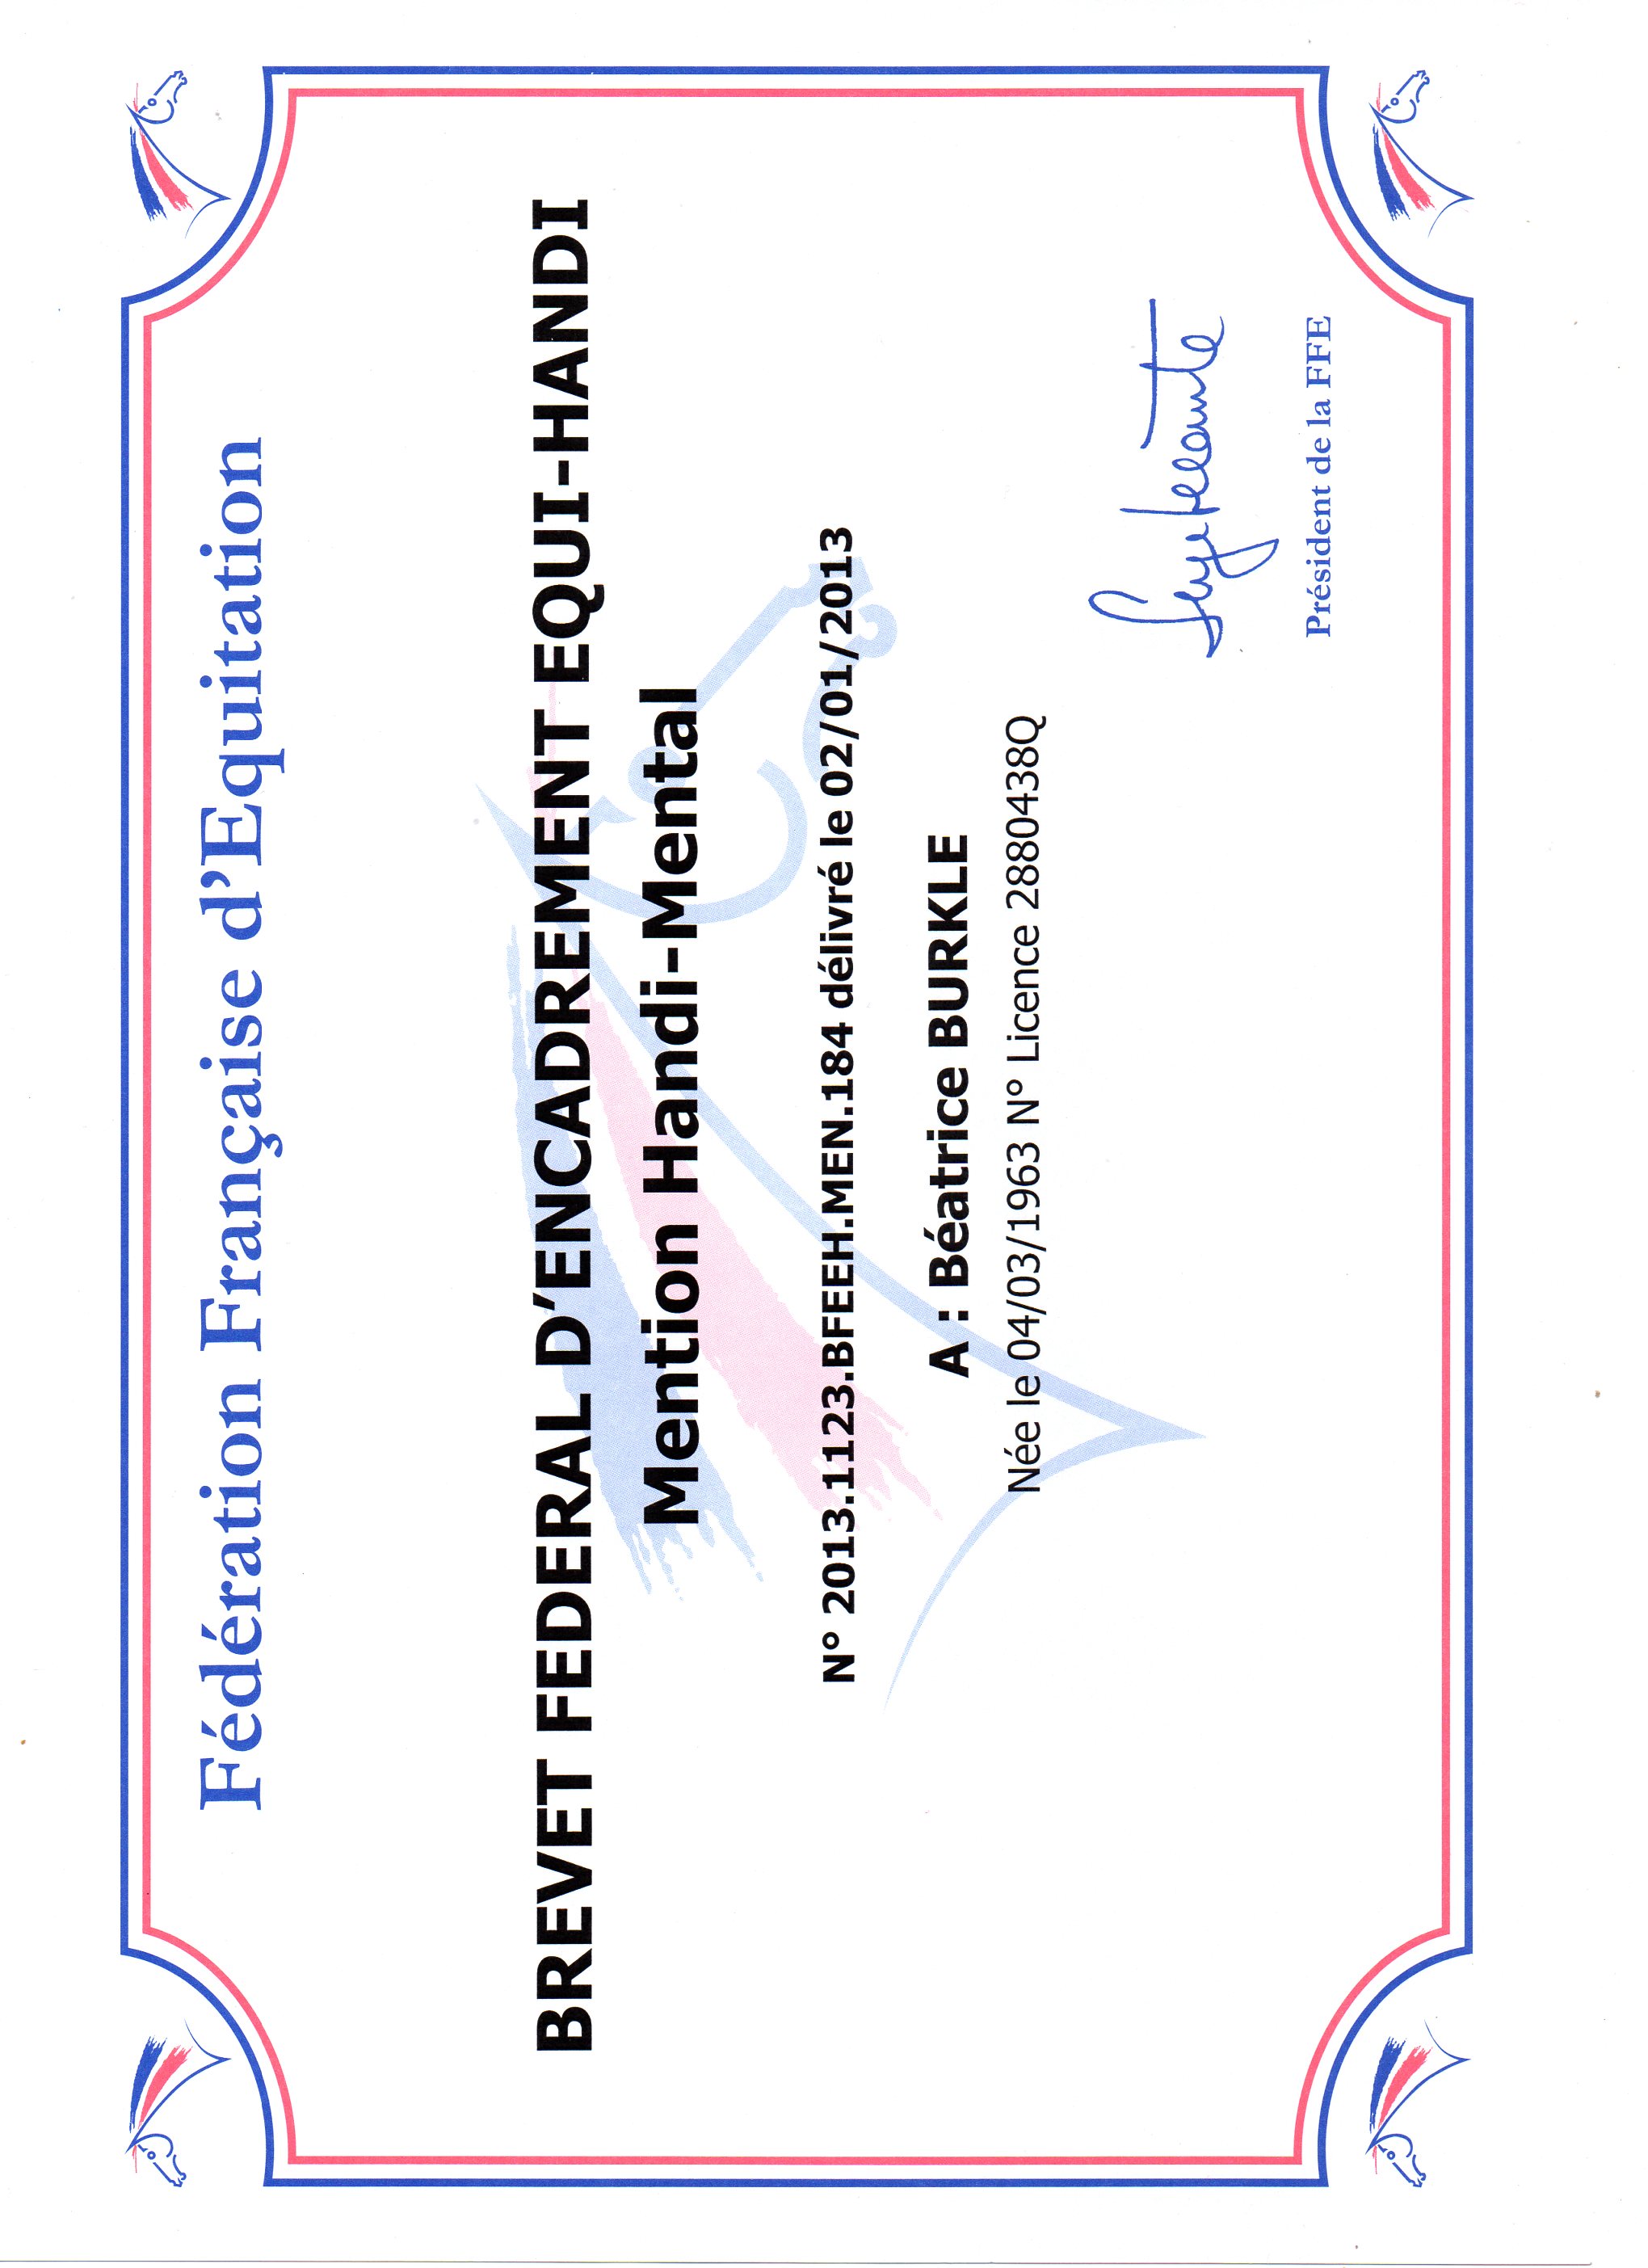 Fédération Française d'Equitation
BREVET FEDERAL D'ENCADREMENT EQUI-HANDI
Mention Handi-Mental
N° 2013.1123.BFEEH.MEN.184 délivré le 02/01/2013
A : Béatrice BURKLE
Née le 04/03/1963 N° Licence 2880438Q
Président de la FFE